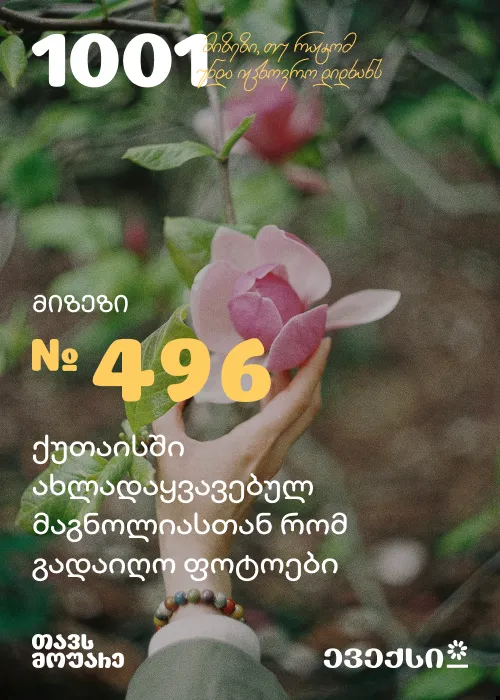 1001
მიზეზი, თუ რატომ
უნდა იცხოვრო დიდხანს
მიზეზი
№ 496
ქუთაისში
ახლადაყვავებულ
მაგნოლიასთან რომ
გადაიღო ფოტოები
თავს
მოუარე
ევექსი